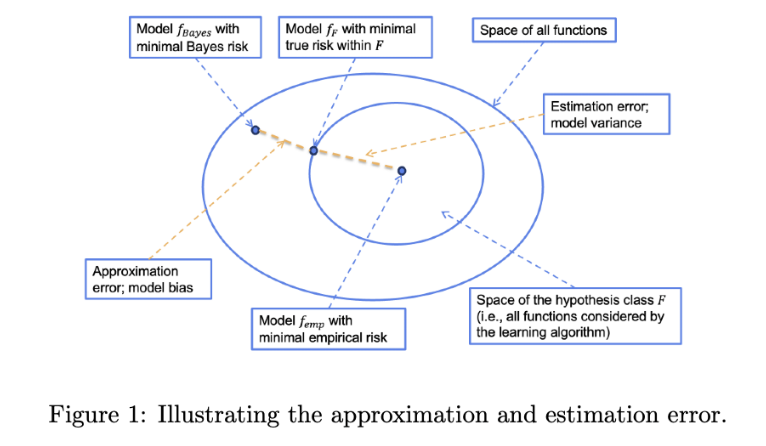 Model f_Bayes with
minimal Bayes risk
Model f_F with minimal
true risk within F
Space of all functions
Estimation error;
model variance
Approximation
error; model bias
Model f_emp with
minimal empirical risk
Space of the hypothesis class F
(i.e., all functions considered by
the learning algorithm)
Figure 1: Illustrating the approximation and estimation error.